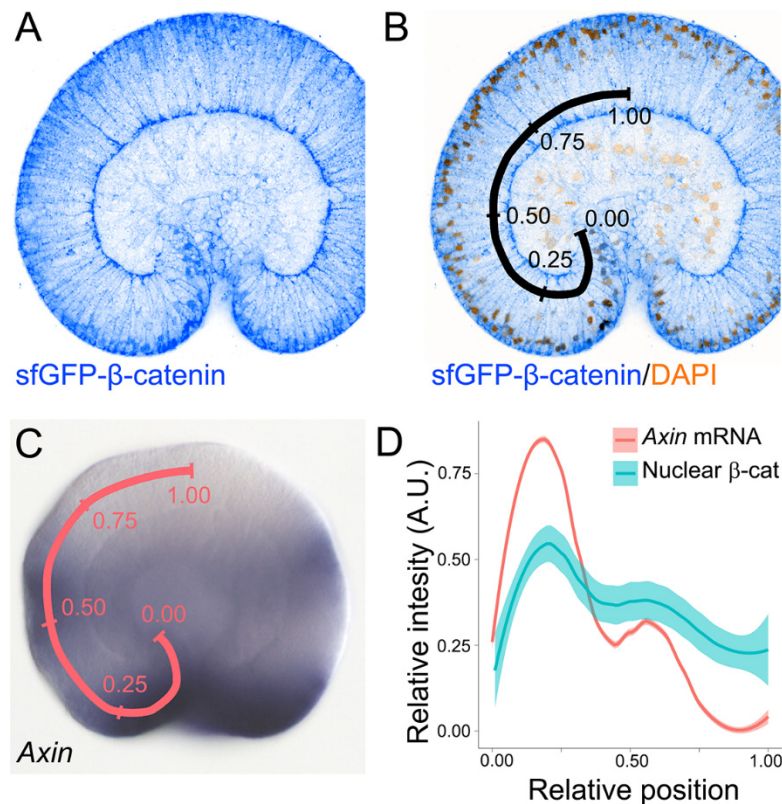 A
1.00
0.75
0.50
0.00
0.25
sfGFP-β-catenin
B
sfGFP-β-catenin/DAPI
C
1.00
0.75
0.50
0.00
0.25
Axin
D
Axin mRNA
Nuclear β-cat
Relative intesity (A.U.)
0.75
0.50
0.25
0.00
0.00
0.50
1.00
Relative position